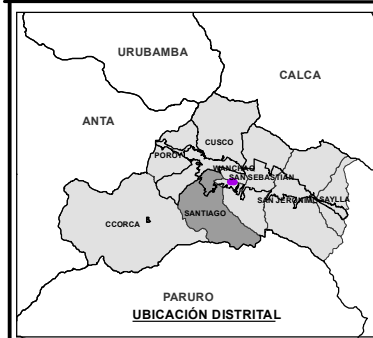 URUBAMBA
CALCA
ANTA
CUSCO
POROY
WANCHAQ
SAN SEBASTIAN
SAN JERONIMO
SAYLLA
SANTIAGO
CCORCA
PARURO
UBICACIÓN DISTRITAL